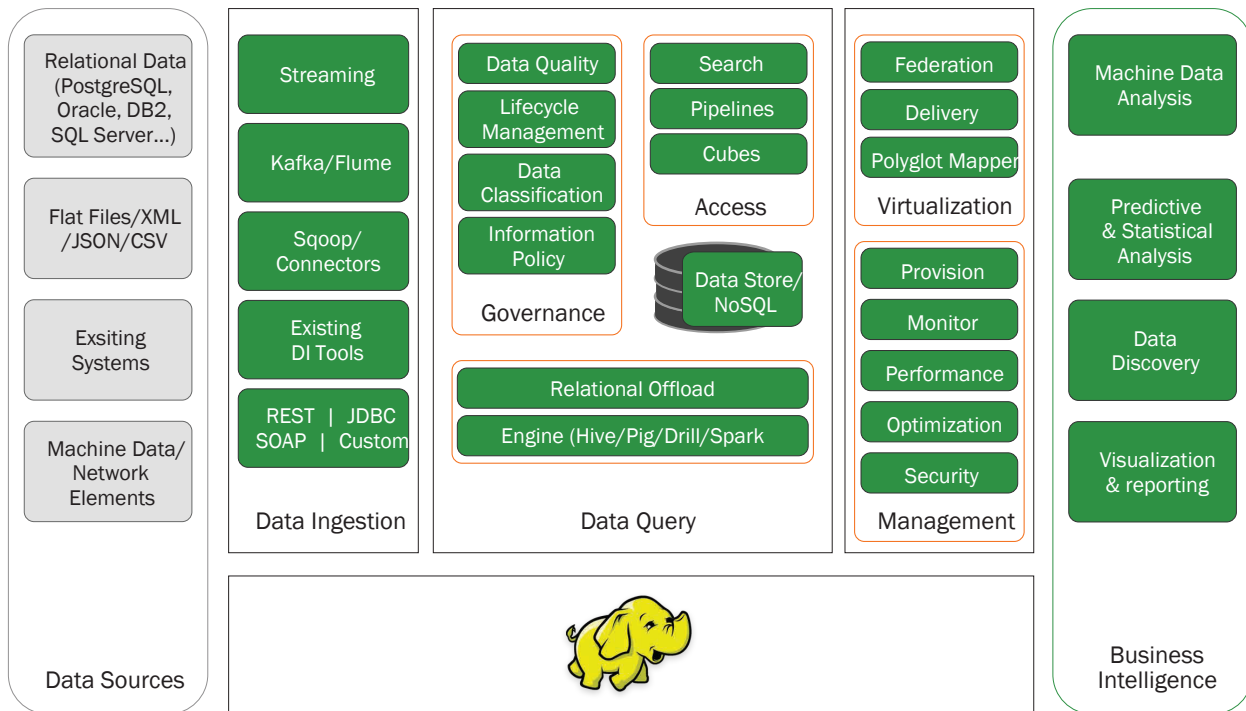 Relational Data
(PostgreSQL,
Oracle, DB2,
SQL Server...)
Flat Files/XML
/JSON/CSV
Exsiting
Systems
Machine Data/
Network
Elements
Data Sources
Streaming
Kafka/Flume
Sqoop/
Connectors
Existing
DI Tools
REST | JDBC
SOAP | Custom
Data Ingestion
Data Quality
Lifecycle
Management
Data
Classification
Information
Policy
Governance
Search
Pipelines
Cubes
Access
Data Store/
NoSQL
Relational Offload
Engine (Hive/Pig/Drill/Spark
Data Query
Federation
Delivery
Polyglot Mapper
Virtualization
Provision
Monitor
Performance
Optimization
Security
Management
Machine Data
Analysis
Predictive
& Statistical
Analysis
Data
Discovery
Visualization
& reporting
Business
Intelligence